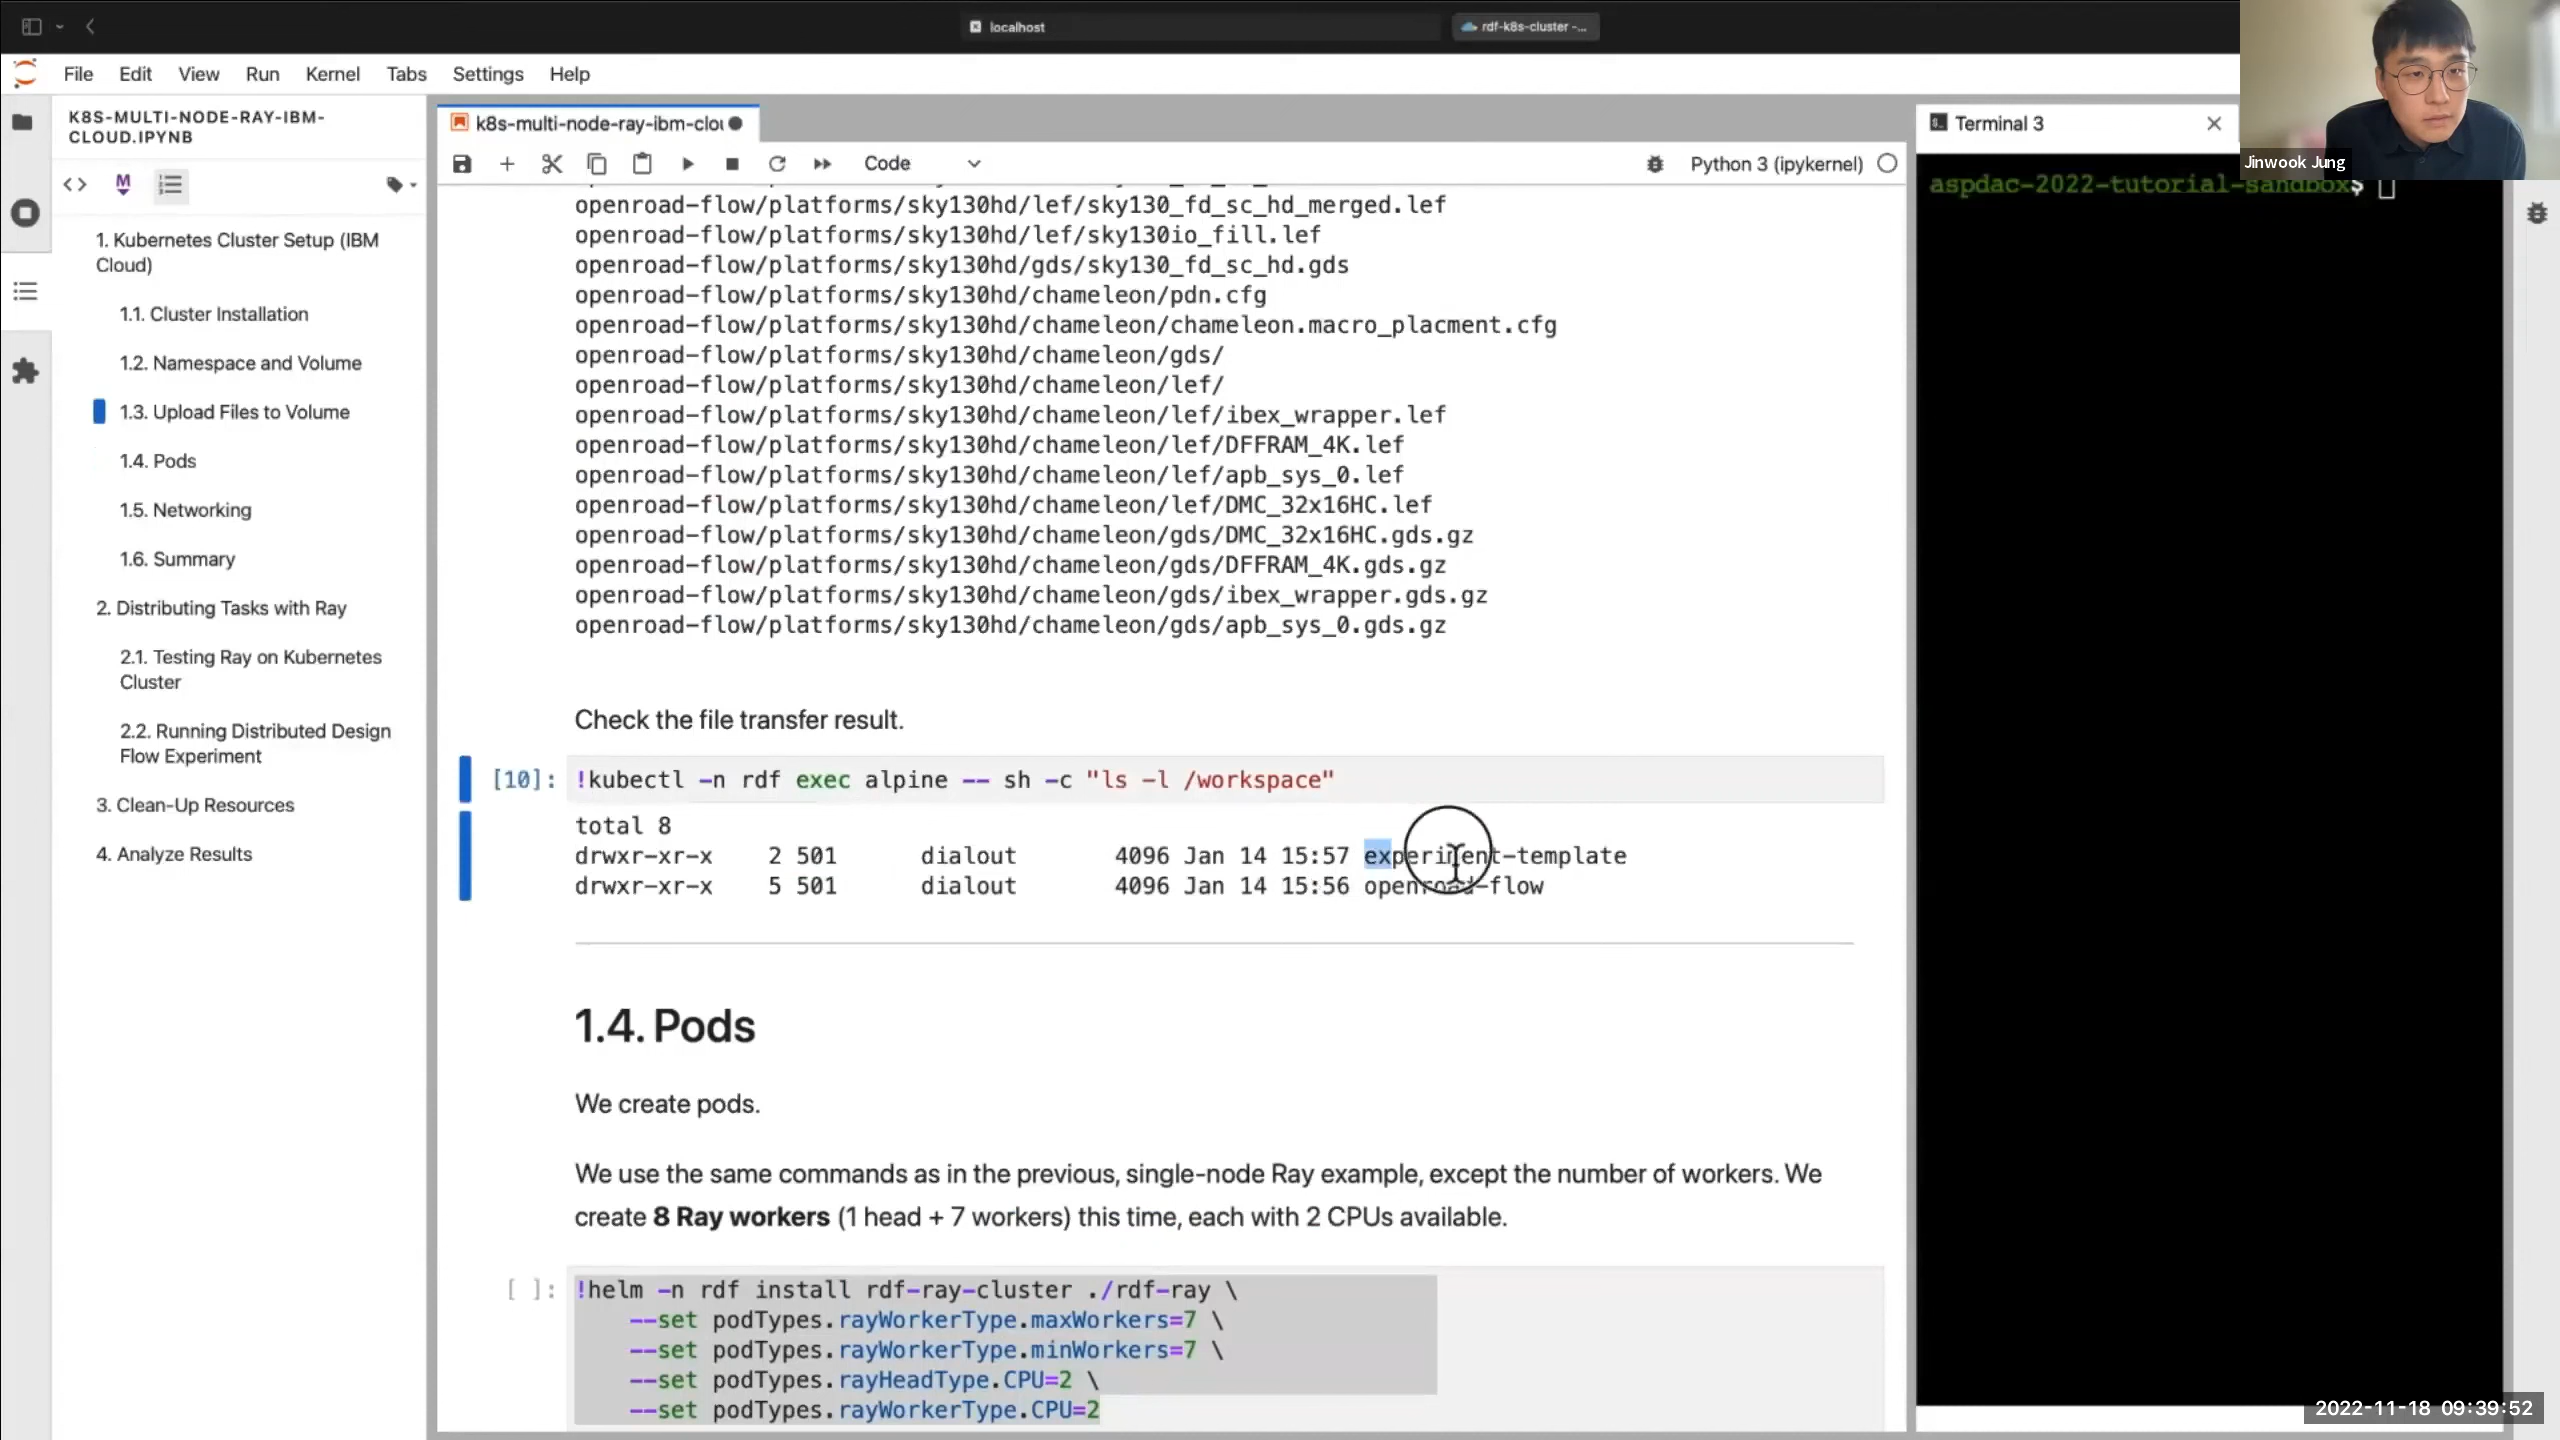 localhost
rdf-k8s-cluster -...
File Edit View Run Kernel Tabs Settings Help
Jinwook Jung
K8S-MULTI-NODE-RAY-IBM-
CLOUD.IPYNB
1. Kubernetes Cluster Setup (IBM
Cloud)
1.1. Cluster Installation
1.2. Namespace and Volume
1.3. Upload Files to Volume
1.4. Pods
1.5. Networking
1.6. Summary
2. Distributing Tasks with Ray
2.1. Testing Ray on Kubernetes
Cluster
2.2. Running Distributed Design
Flow Experiment
3. Clean-Up Resources
4. Analyze Results
k8s-multi-node-ray-ibm-clou
Code
Python 3 (ipykernel)
openroad-flow/platforms/sky130hd/lef/sky130_fd_sc_hd_merged.lef
openroad-flow/platforms/sky130hd/lef/sky130io_fill.lef
openroad-flow/platforms/sky130hd/gds/sky130_fd_sc_hd.gds
openroad-flow/platforms/sky130hd/chameleon/pdn.cfg
openroad-flow/platforms/sky130hd/chameleon/chameleon.macro_placment.cfg
openroad-flow/platforms/sky130hd/chameleon/gds/
openroad-flow/platforms/sky130hd/chameleon/lef/
openroad-flow/platforms/sky130hd/chameleon/lef/ibex_wrapper.lef
openroad-flow/platforms/sky130hd/chameleon/lef/DFFRAM_4K.lef
openroad-flow/platforms/sky130hd/chameleon/lef/apb_sys_0.lef
openroad-flow/platforms/sky130hd/chameleon/lef/DMC_32x16HC.lef
openroad-flow/platforms/sky130hd/chameleon/gds/DMC_32x16HC.gds.gz
openroad-flow/platforms/sky130hd/chameleon/gds/DFFRAM_4K.gds.gz
openroad-flow/platforms/sky130hd/chameleon/gds/ibex_wrapper.gds.gz
openroad-flow/platforms/sky130hd/chameleon/gds/apb_sys_0.gds.gz
Check the file transfer result.
[10]: !kubectl -n rdf exec alpine -- sh -c "ls -l /workspace"
total 8
drwxr-xr-x 2 501 dialout 4096 Jan 14 15:57 experiment-template
drwxr-xr-x 5 501 dialout 4096 Jan 14 15:56 openroad-flow
1.4. Pods
We create pods.
We use the same commands as in the previous, single-node Ray example, except the number of workers. We
create 8 Ray workers (1 head + 7 workers) this time, each with 2 CPUs available.
[ ]: !helm -n rdf install rdf-ray-cluster ./rdf-ray \
--set podTypes.rayWorkerType.maxWorkers=7 \
--set podTypes.rayWorkerType.minWorkers=7 \
--set podTypes.rayHeadType.CPU=2 \
--set podTypes.rayWorkerType.CPU=2
Terminal 3
aspdac-2022-tutorial-sandbox$
2022-11-18 09:39:52